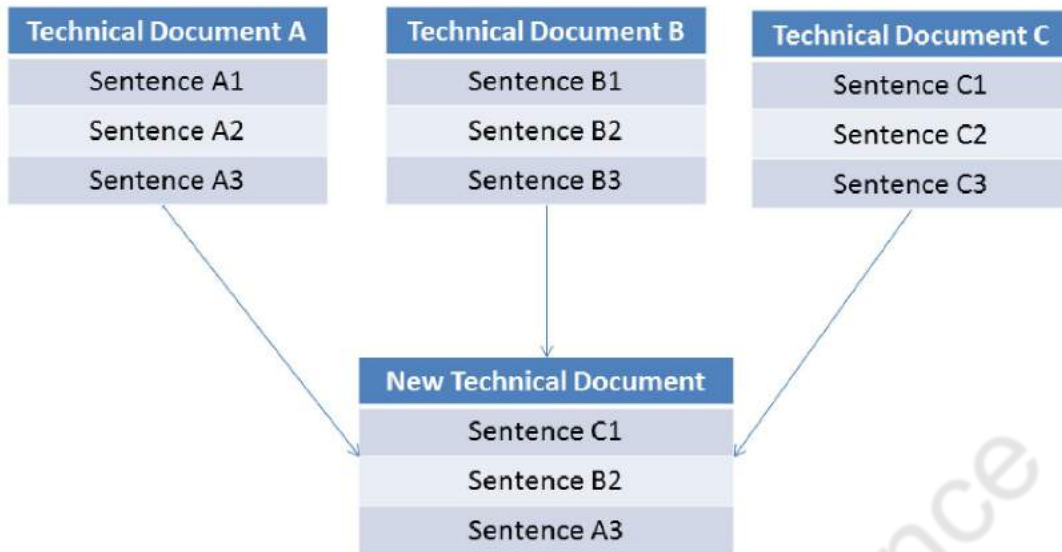 Technical Document A
Sentence A1
Sentence A2
Sentence A3
Technical Document B
Sentence B1
Sentence B2
Sentence B3
Technical Document C
Sentence C1
Sentence C2
Sentence C3
New Technical Document
Sentence C1
Sentence B2
Sentence A3